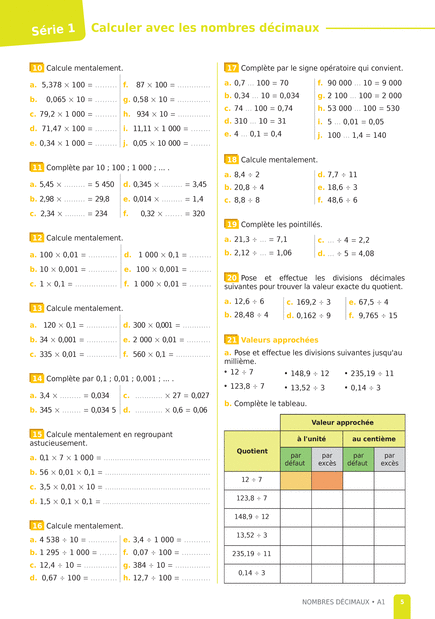 Série 1
Calculer avec les nombres décimaux
10 Calcule mentalement.
a. 5,378 × 100 = ......... f. 87 × 100 = .............
b. 0,065 × 10 = ......... g. 0,58 × 10 = .............
c. 79,2 × 1 000 = ......... h. 934 × 10 = .............
d. 71,47 × 100 = ......... i. 11,11 × 1 000 = .........
e. 0,34 × 1 000 = ......... j. 0,05 × 10 000 = .........
11 Complète par 10 ; 100 ; 1 000 ; ... .
a. 5,45 × ......... = 5 450 d. 0,345 × ......... = 3,45
b. 2,98 × ......... = 29,8 e. 0,014 × ......... = 1,4
c. 2,34 × ......... = 234 f. 0,32 × ......... = 320
12 Calcule mentalement.
a. 100 × 0,01 = ............. d. 1 000 × 0,1 = .........
b. 10 × 0,001 = ............. e. 100 × 0,001 = .........
c. 1 × 0,1 = ............. f. 1 000 × 0,01 = .........
13 Calcule mentalement.
a. 120 × 0,1 = ............. d. 300 × 0,001 = .............
b. 34 × 0,001 = ............. e. 2 000 × 0,01 = .............
c. 335 × 0,01 = ............. f. 560 × 0,1 = .............
14 Complète par 0,1 ; 0,01 ; 0,001 ; ... .
a. 3,4 × ......... = 0,034 c. ............. × 27 = 0,027
b. 345 × ......... = 0,034 5 d. ............. × 0,6 = 0,06
15 Calcule mentalement en regroupant
astucieusement.
a. 0,1 × 7 × 1 000 = .............................................
b. 56 × 0,01 × 0,1 = .............................................
c. 3,5 × 0,01 × 10 = .............................................
d. 1,5 × 0,1 × 0,1 = .............................................
16 Calcule mentalement.
a. 4 538 ÷ 10 = ............. e. 3,4 ÷ 1 000 = .............
b. 1 295 ÷ 1 000 = ....... f. 0,07 ÷ 100 = .............
c. 12,4 ÷ 10 = ............. g. 384 ÷ 10 = .............
d. 0,67 ÷ 100 = ............. h. 12,7 ÷ 100 = .............
17 Complète par le signe opératoire qui convient.
a. 0,7 ... 100 = 70 f. 90 000 ... 10 = 9 000
b. 0,34 ... 10 = 0,034 g. 2 100 ... 100 = 2 000
c. 74 ... 100 = 0,74 h. 53 000 ... 100 = 530
d. 310 ... 10 = 31 i. 5 ... 0,01 = 0,05
e. 4 ... 0,1 = 0,4 j. 100 ... 1,4 = 140
18 Calcule mentalement.
a. 8,4 ÷ 2 d. 7,7 ÷ 11
b. 20,8 ÷ 4 e. 18,6 ÷ 3
c. 8,8 ÷ 8 f. 48,6 ÷ 6
19 Complète les pointillés.
a. 21,3 ÷ ... = 7,1 c. ... ÷ 4 = 2,2
b. 2,12 ÷ ... = 1,06 d. ... ÷ 5 = 4,08
20 Pose et effectue les divisions décimales
suivantes pour trouver la valeur exacte du quotient.
a. 12,6 ÷ 6 c. 169,2 ÷ 3 e. 67,5 ÷ 4
b. 28,48 ÷ 4 d. 0,162 ÷ 9 f. 9,765 ÷ 15
21 Valeurs approchées
a. Pose et effectue les divisions suivantes jusqu'au
millième.
• 12 ÷ 7 • 148,9 ÷ 12 • 235,19 ÷ 11
• 123,8 ÷ 7 • 13,52 ÷ 3 • 0,14 ÷ 3
b. Complète le tableau.
Valeur approchée
à l'unité au centième
Quotient
par défaut par excès par défaut par excès
12 ÷ 7
123,8 ÷ 7
148,9 ÷ 12
13,52 ÷ 3
235,19 ÷ 11
0,14 ÷ 3
NOMBRES DÉCIMAUX • A1